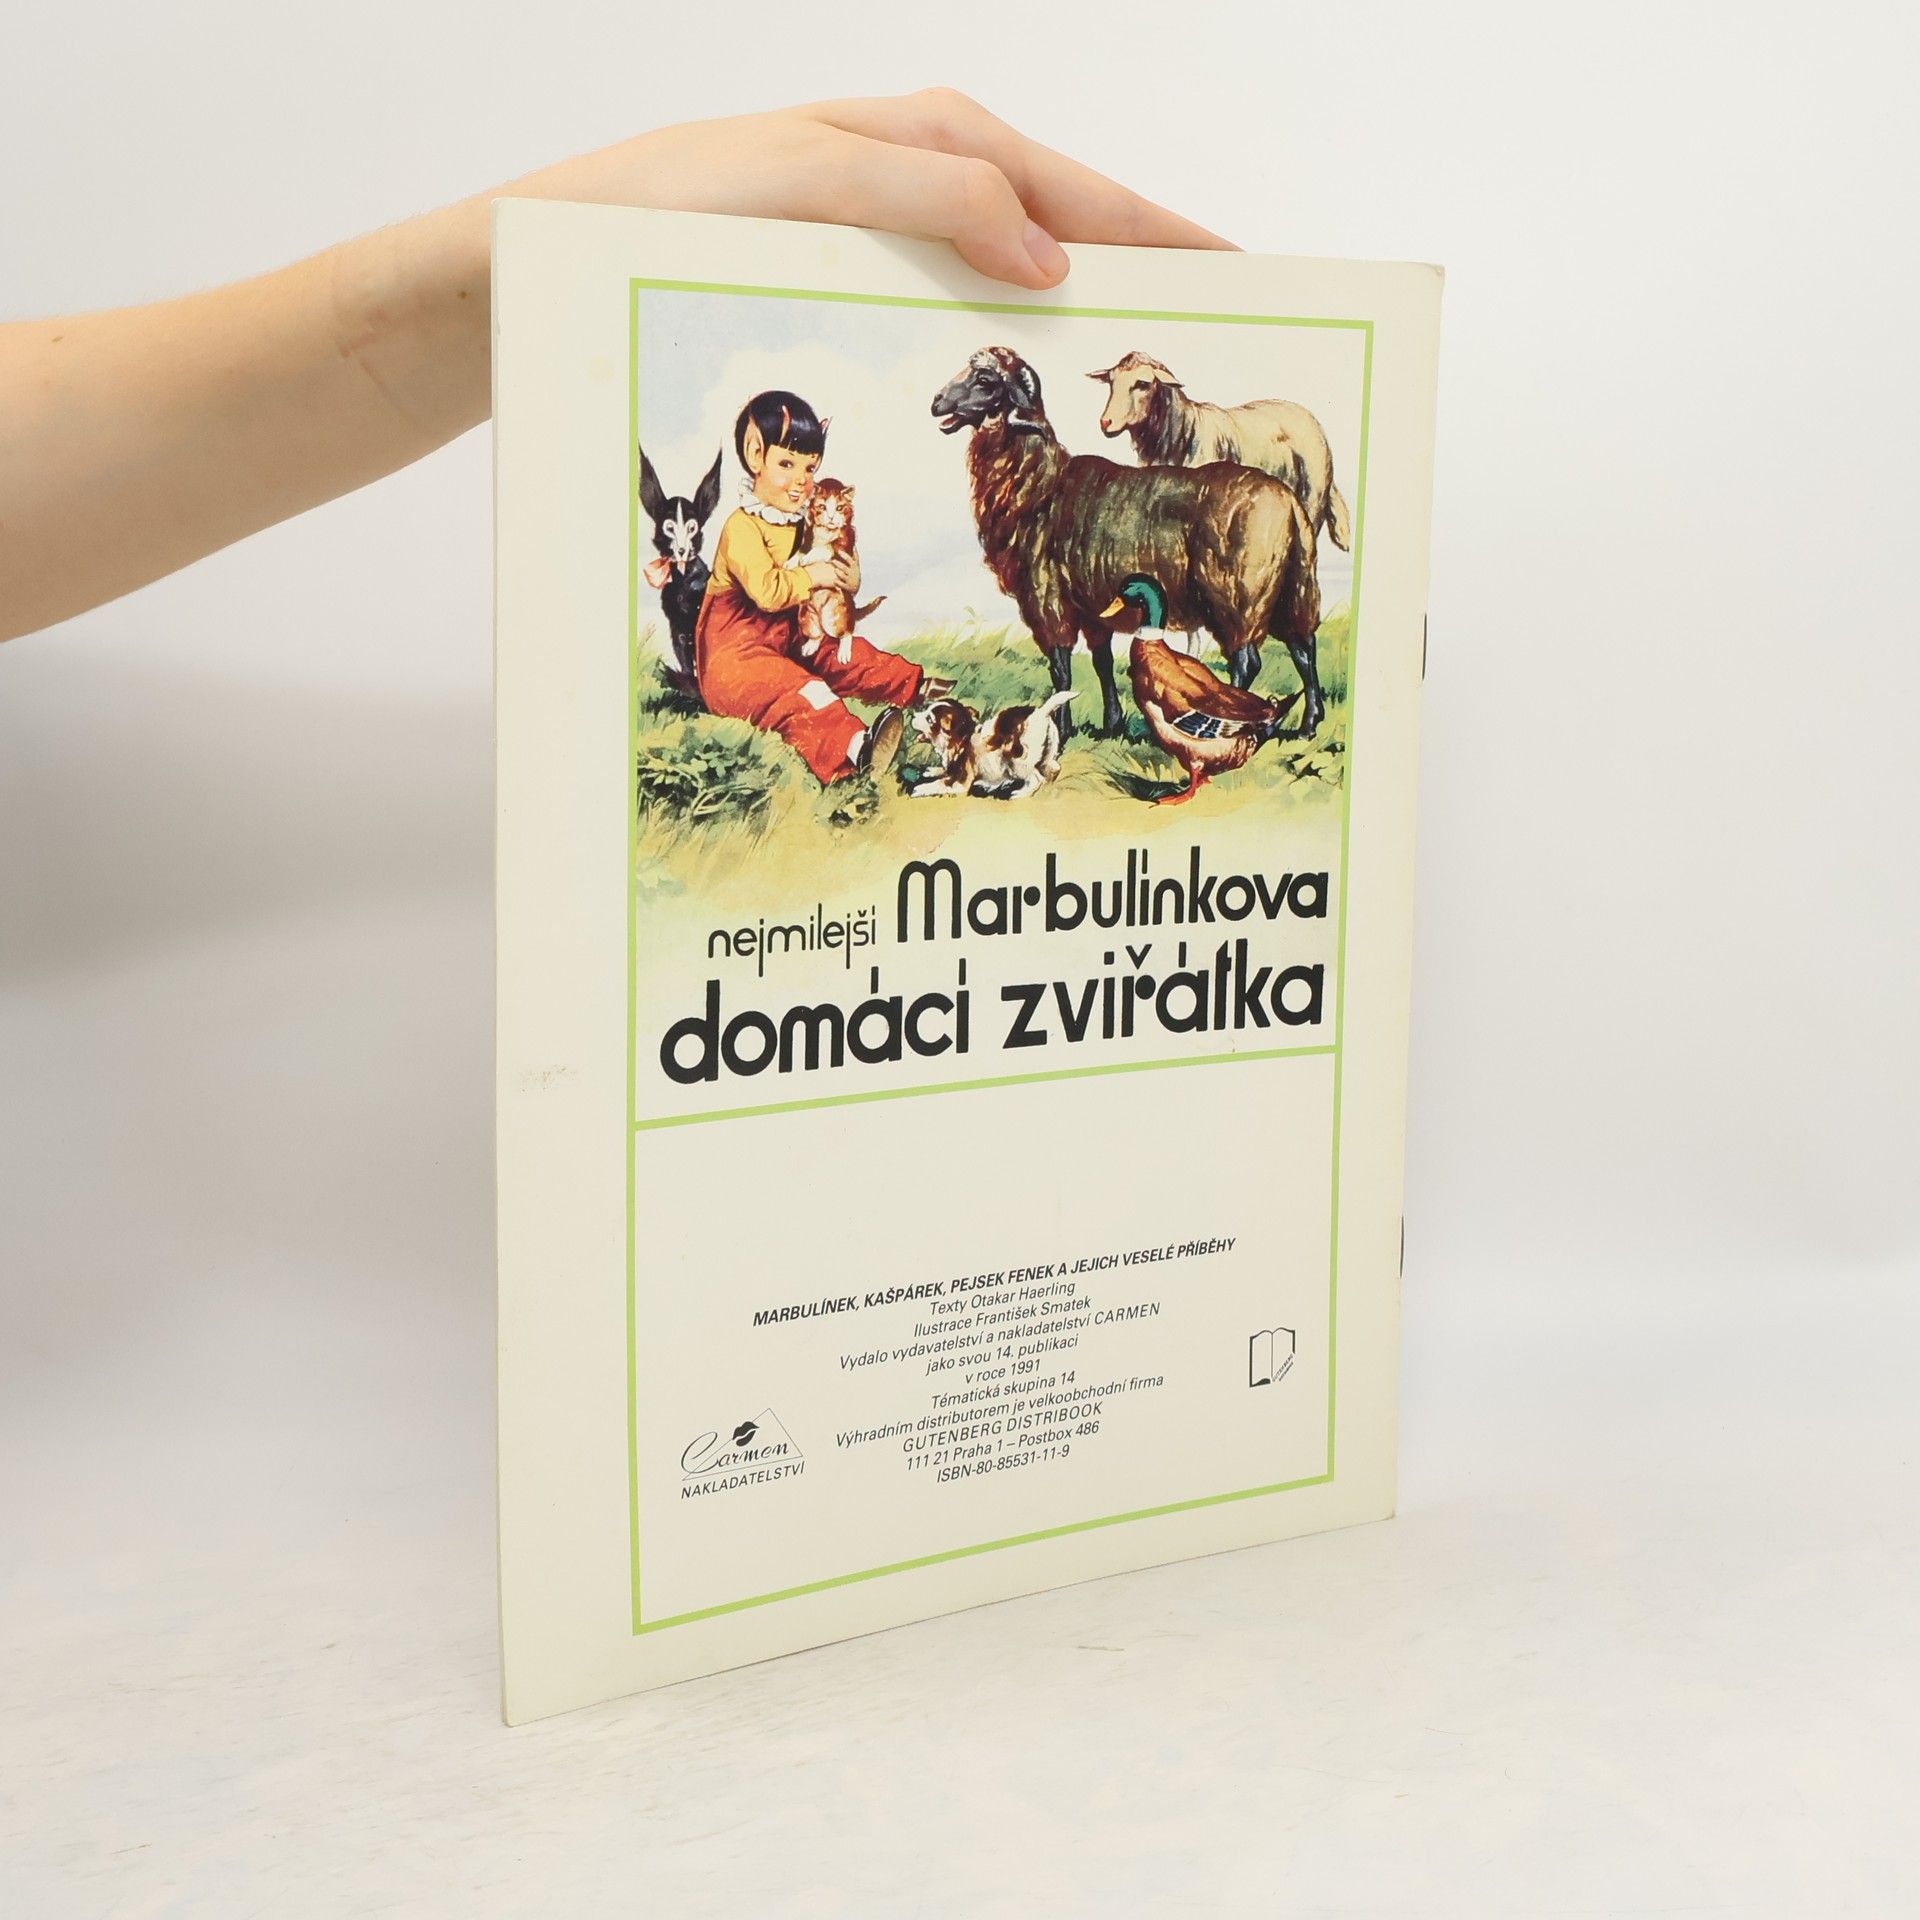 nejmilejší Marbulínkova
domácí zvířátka
MARBULÍNEK, KAŠPÁREK, PEJSEK FENEK A JEJICH VESELÉ PŘÍBĚHY
Texty Otakar Haerling
Ilustrace František Smatek
Vydalo vydavatelství a nakladatelství CARMEN
jako svou 14. publikaci
v roce 1991
Tématická skupina 14
Výhradním distributorem je velkoobchodní firma
GUTENBERG DISTRIBOOK
111 21 Praha 1 – Postbox 486
ISBN-80-85531-11-9
Carmen
NAKLADATELSTVÍ
GUTENBERG